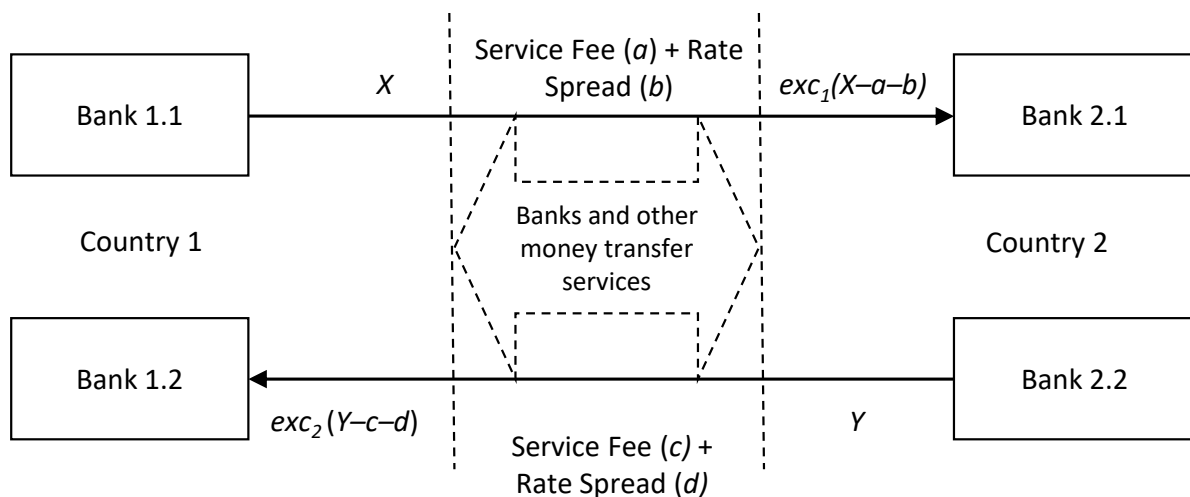 Service Fee (a) + Rate
Spread (b)
X
exc₁(X–a–b)
Bank 1.1
Bank 2.1
Banks and other
money transfer
services
Country 1
Country 2
Bank 1.2
Bank 2.2
exc₂ (Y–c–d)
Y
Service Fee (c) +
Rate Spread (d)